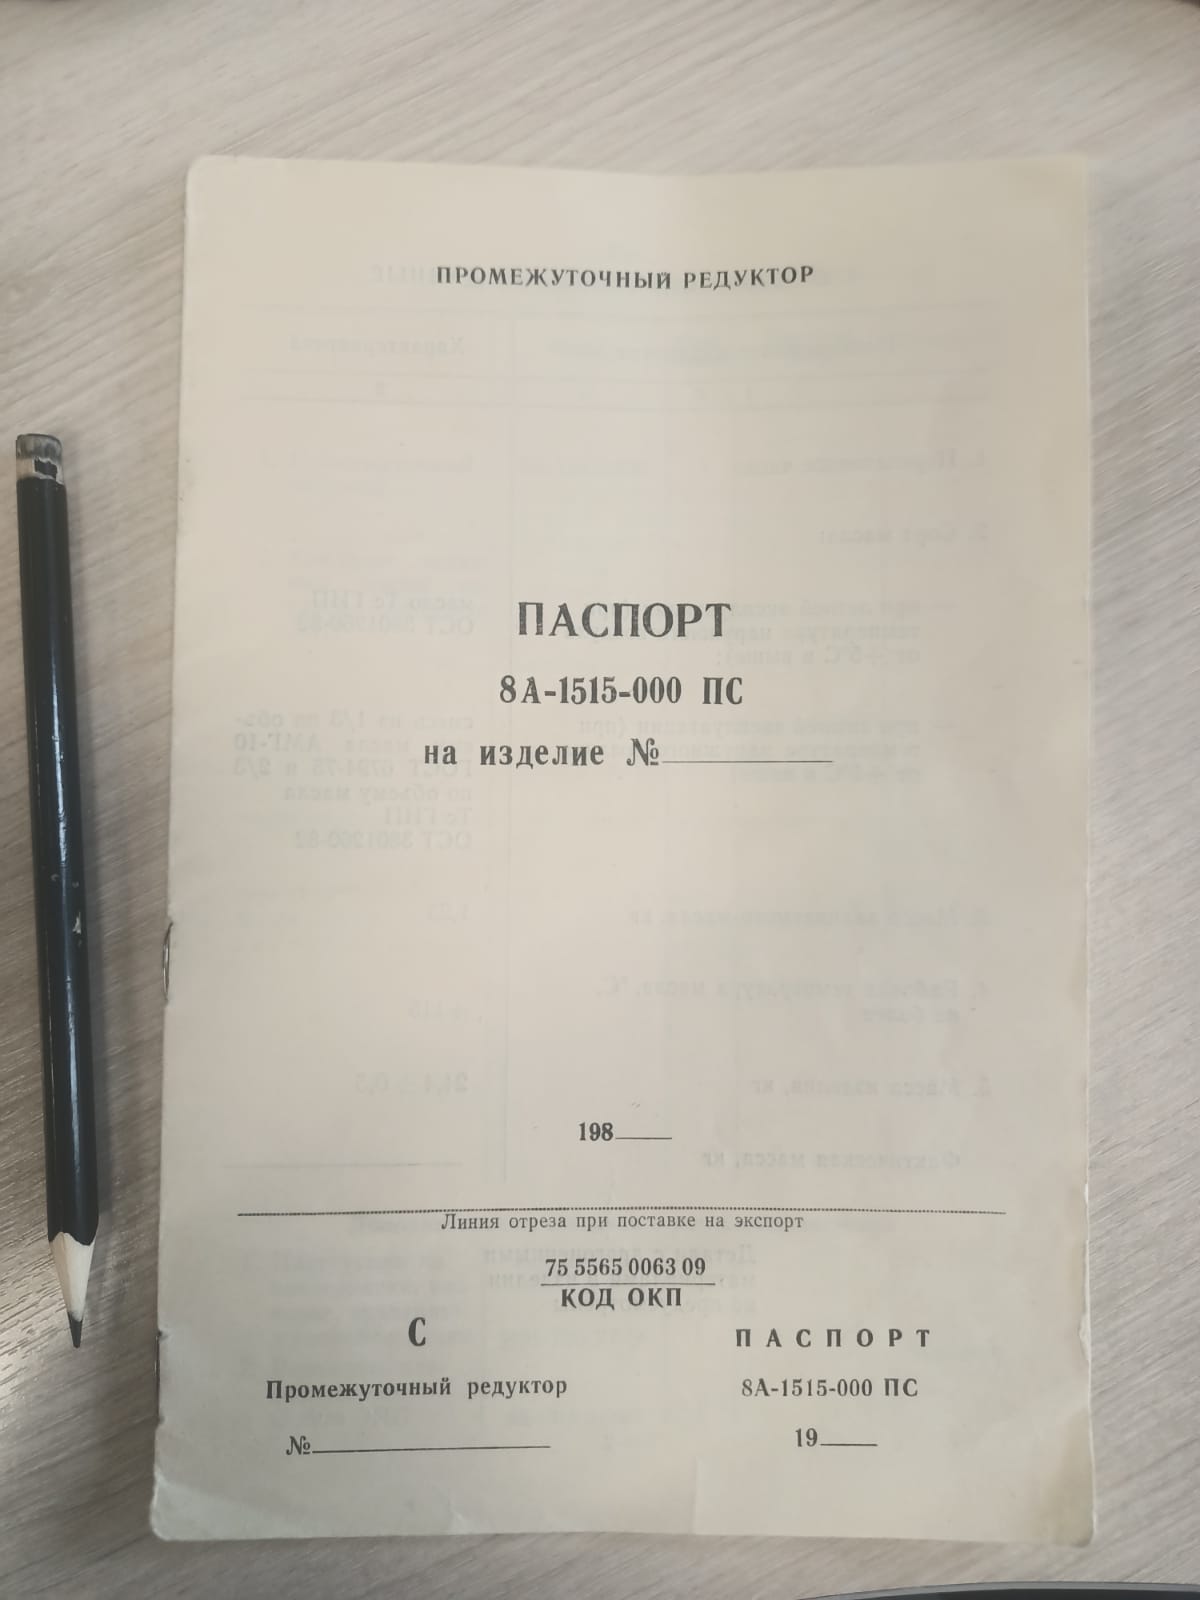 ПРОМЕЖУТОЧНЫЙ РЕДУКТОР
ПАСПОРТ
8А-1515-000 ПС
на изделие №
198
Линия отреза при поставке на экспорт
75 5565 0063 09
КОД ОКП
С
ПАСПОРТ
Промежуточный редуктор
8А-1515-000 ПС
№
19